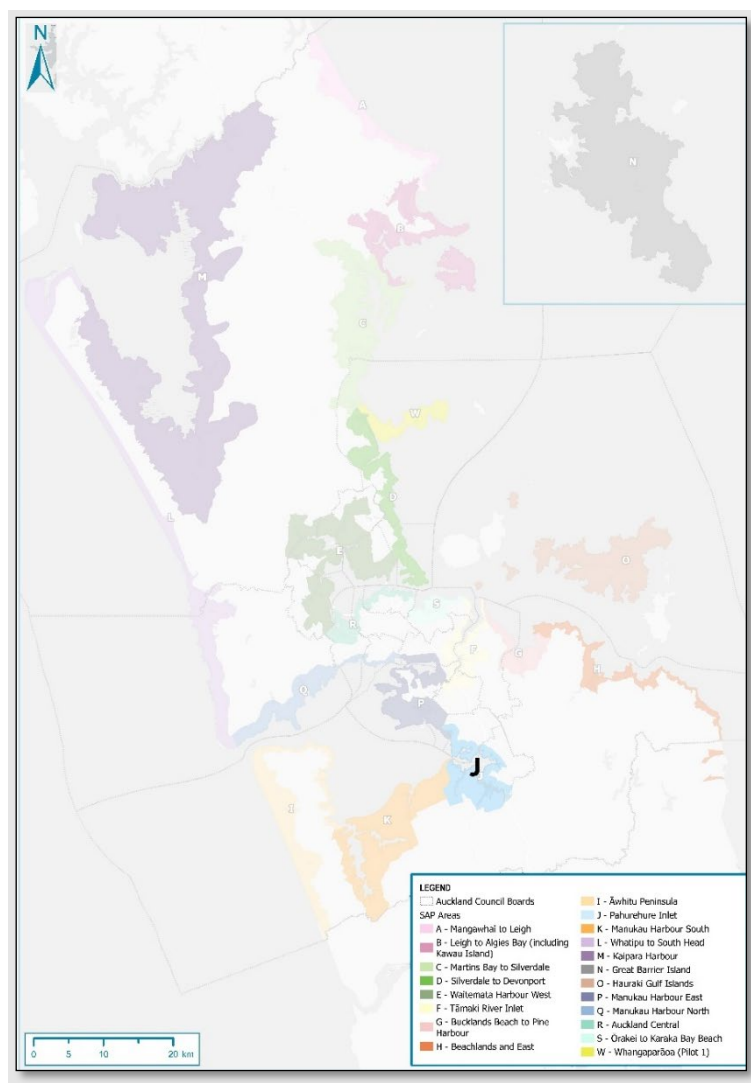 N
A
N
B
M
C
W
L
D
O
E
S
R
F
G
H
Q
P
J
I
K
LEGEND
Auckland Council Boards
SAP Areas
A - Mangawhai to Leigh
B - Leigh to Algies Bay (including
Kawau Island)
C - Martins Bay to Silverdale
D - Silverdale to Devonport
E - Waitemata Harbour West
F - Tāmaki River Inlet
G - Bucklands Beach to Pine
Harbour
H - Beachlands and East
I - Āwhitu Peninsula
J - Pahurehure Inlet
K - Manukau Harbour South
L - Whatipu to South Head
M - Kaipara Harbour
N - Great Barrier Island
O - Hauraki Gulf Islands
P - Manukau Harbour East
Q - Manukau Harbour North
R - Auckland Central
S - Ōrakei to Karaka Bay Beach
W - Whangaparāoa (Pilot 1)
0 5 10 20 km